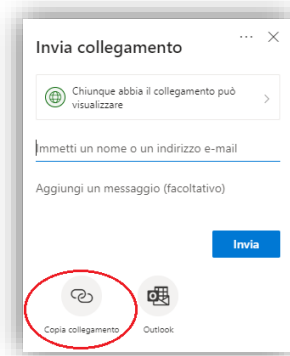 Invia collegamento
Chiunque abbia il collegamento può
visualizzare
Immetti un nome o un indirizzo e-mail
Aggiungi un messaggio (facoltativo)
Invia
Copia collegamento
Outlook